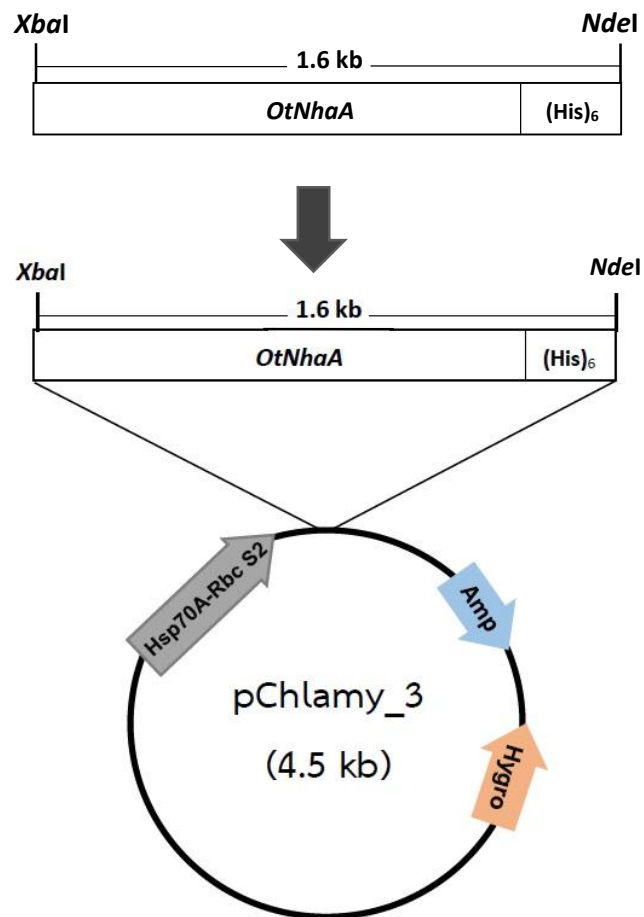 XbaI NdeI
1.6 kb
OtNhaA (His)₆
XbaI NdeI
1.6 kb
OtNhaA (His)₆
Hsp70A-Rbc S2
Amp
pChlamy_3
(4.5 kb)
Hygro